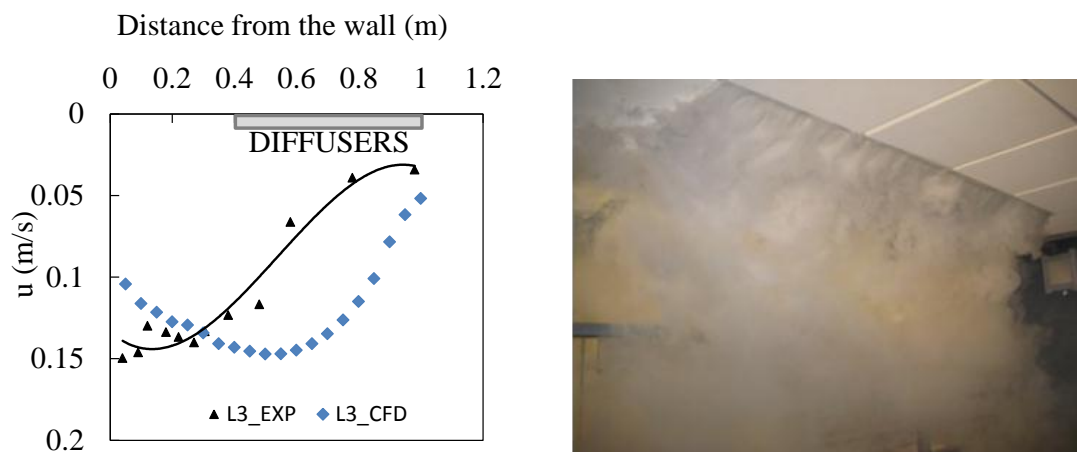 Distance from the wall (m)
0 0.2 0.4 0.6 0.8 1 1.2
0
DIFFUSERS
0.05
0.1
0.15
0.2
u (m/s)
L3_EXP L3_CFD